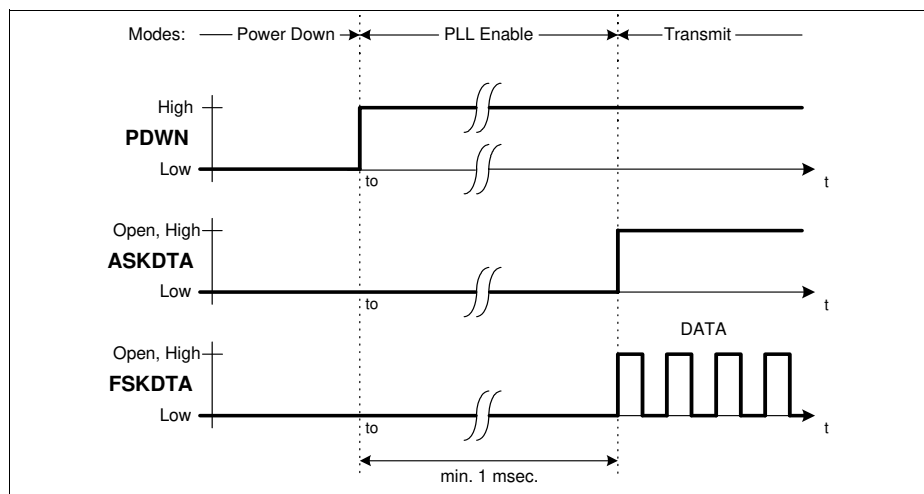 Modes: Power Down PLL Enable Transmit
High
PDWN
Low
to
t
Open, High
ASKDTA
Low
to
t
DATA
Open, High
FSKDTA
Low
to
t
min. 1 msec.